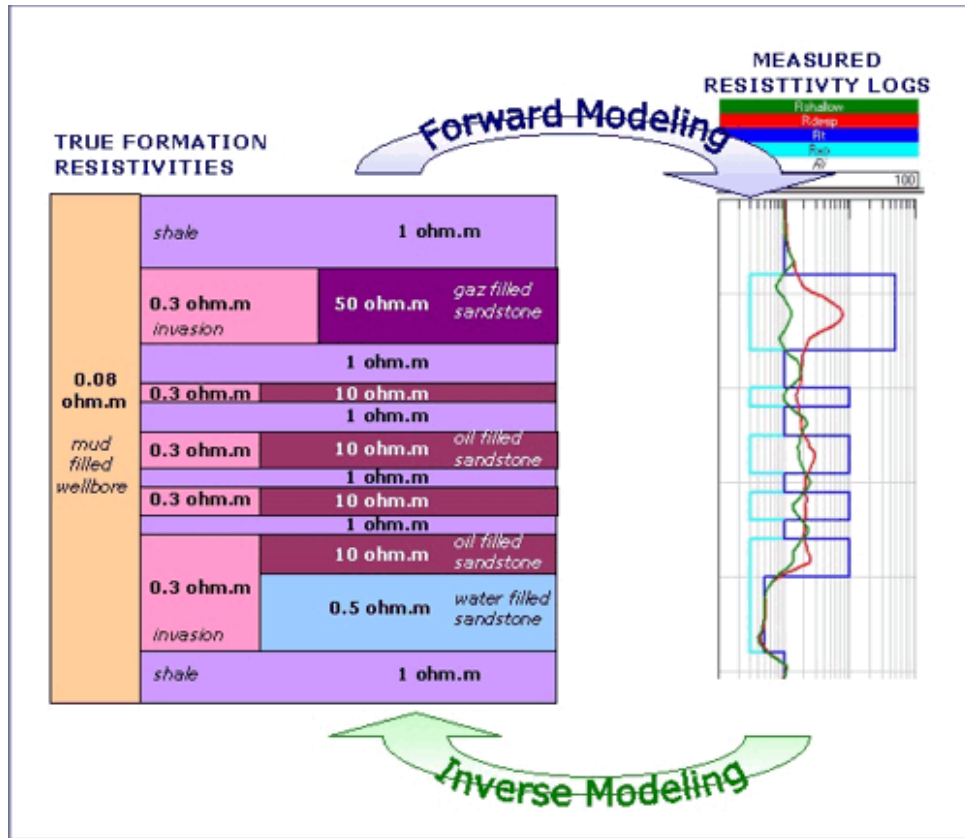 MEASURED
RESISTTIVTY LOGS
Forward Modeling
Rshallow
Rdeep
Rt
Rxo
Ri
100
TRUE FORMATION
RESISTIVITIES
shale 1 ohm.m
0.3 ohm.m 50 ohm.m gaz filled
invasion sandstone
1 ohm.m
0.3 ohm.m 10 ohm.m
1 ohm.m
0.3 ohm.m 10 ohm.m oil filled
sandstone
1 ohm.m
0.3 ohm.m 10 ohm.m
1 ohm.m
10 ohm.m oil filled
sandstone
0.3 ohm.m
0.5 ohm.m water filled
invasion sandstone
shale 1 ohm.m
0.08
ohm.m
mud
filled
wellbore
Inverse Modeling